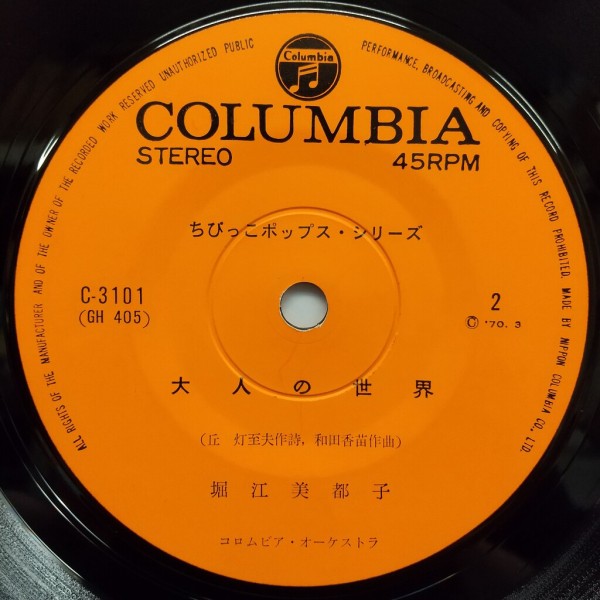 ALL RIGHTS OF THE MANUFACTURER AND OF THE OWNER OF THE RECORDED WORK RESERVED UNAUTHORIZED PUBLIC PERFORMANCE, BROADCASTING AND COPYING OF THIS RECORD PROHIBITED. MADE BY NIPPON COLUMBIA CO., LTD.
Columbia
COLUMBIA
STEREO 45RPM
ちびっこポップス・シリーズ
C-3101 2
(GH 405) Ⓒ '70. 3
大人の世界
(丘 灯至夫作詩, 和田香苗作曲)
堀江美都子
コロムビア・オーケストラ